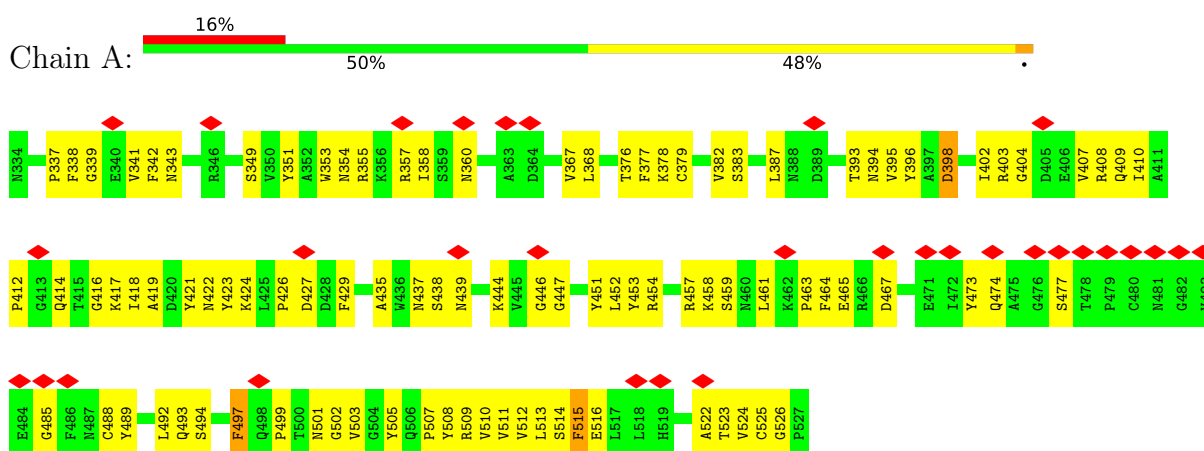 16%
Chain A:
50% 48% •
N334 P337 F338 G339 E340 V341 F342 N343 R346 S349 V350 Y351 A352 W353 N354 R355 K356 R357 I358 S359 N360 A363 D364 V367 L368 T376 F377 K378 C379 V382 S383 L387 N388 D389 T393 N394 V395 Y396 A397 D398 I402 R403 G404 D405 E406 V407 R408 Q409 I410 A411
P412 G413 Q414 T415 G416 K417 I418 A419 D420 Y421 N422 Y423 K424 L425 P426 D427 D428 F429 A435 W436 N437 S438 N439 K444 V445 G446 G447 Y451 L452 Y453 R454 R457 K458 S459 N460 L461 K462 P463 F464 E465 R466 D467 E471 I472 Y473 Q474 A475 G476 S477 T478 P479 C480 N481 G482
E484 G485 F486 N487 C488 Y489 L492 Q493 S494 F497 Q498 P499 T500 N501 G502 V503 G504 Y505 Q506 P507 Y508 R509 V510 V511 V512 L513 S514 F515 E516 L517 L518 H519 A522 T523 V524 C525 G526 P527